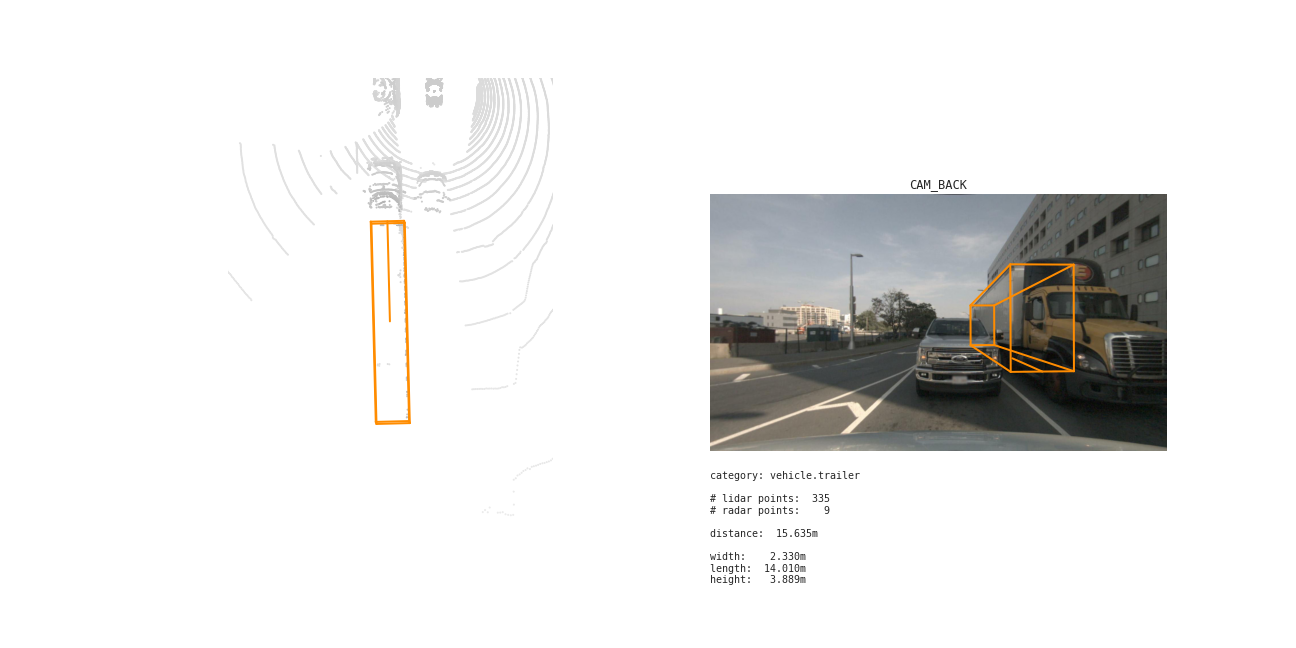 CAM_BACK
category: vehicle.trailer
# lidar points: 335
# radar points: 9
distance: 15.635m
width: 2.330m
length: 14.010m
height: 3.889m